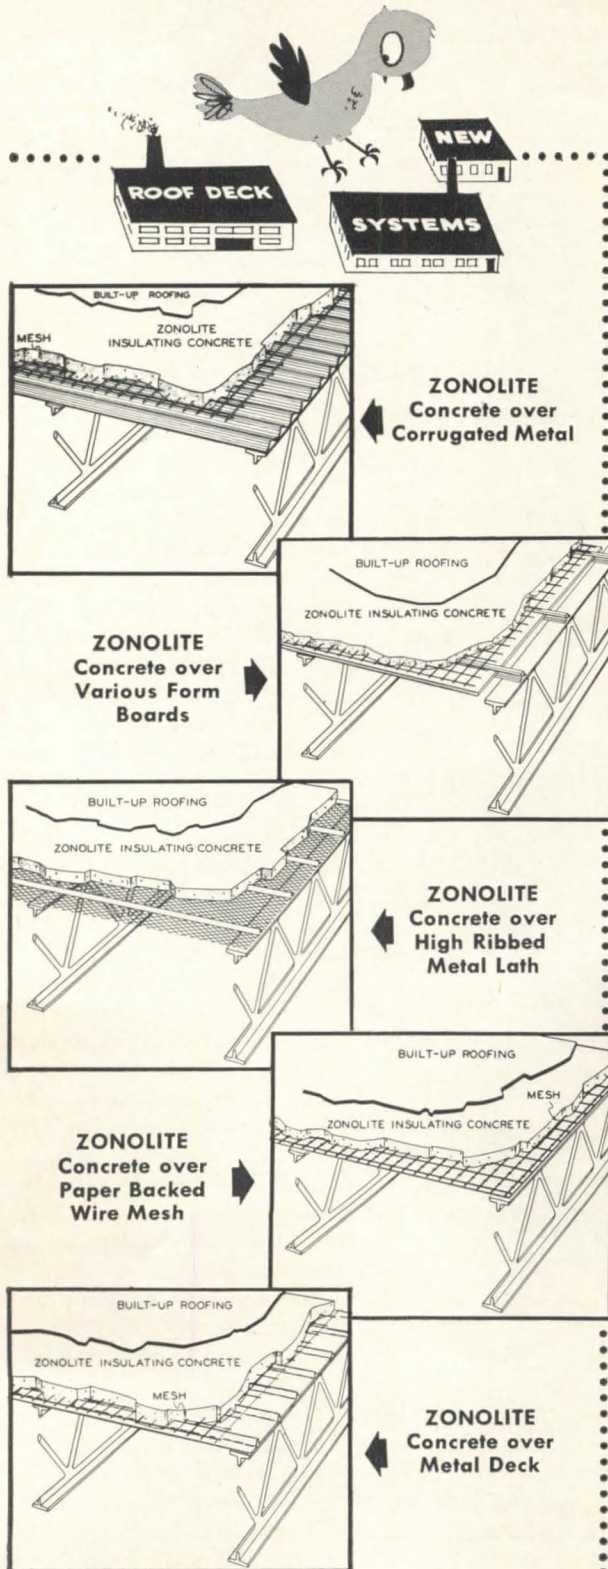 NEW
ROOF DECK
SYSTEMS
BUILT-UP ROOFING
ZONOLITE
INSULATING CONCRETE
MESH
ZONOLITE
Concrete over
Corrugated Metal
BUILT-UP ROOFING
ZONOLITE INSULATING CONCRETE
ZONOLITE
Concrete over
Various Form
Boards
BUILT-UP ROOFING
ZONOLITE INSULATING CONCRETE
ZONOLITE
Concrete over
High Ribbed
Metal Lath
BUILT-UP ROOFING
MESH
ZONOLITE INSULATING CONCRETE
ZONOLITE
Concrete over
Paper Backed
Wire Mesh
BUILT-UP ROOFING
ZONOLITE INSULATING CONCRETE
MESH
ZONOLITE
Concrete over
Metal Deck